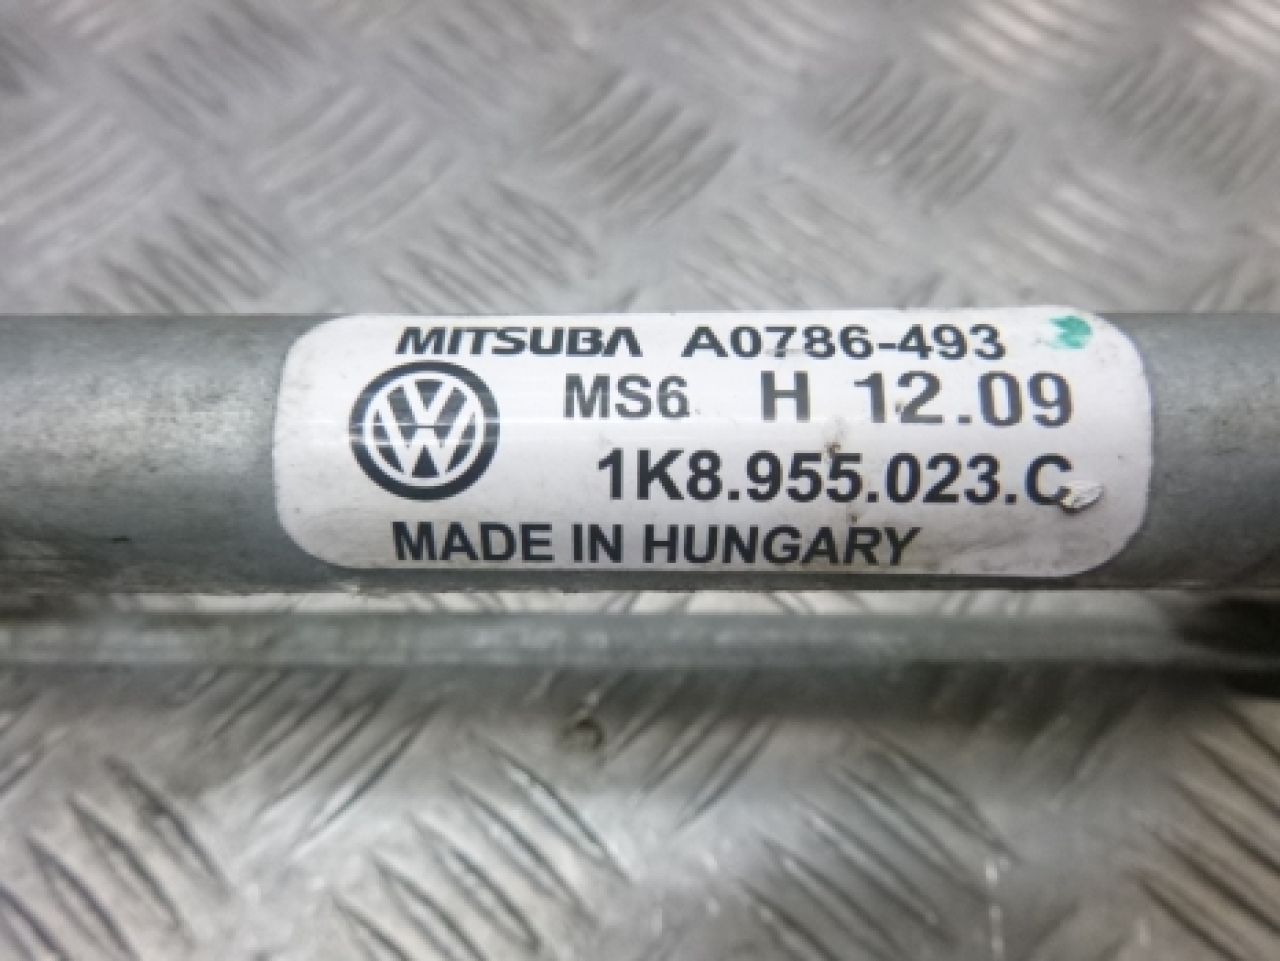 MITSUBA A0786-493
MS6 H 12.09
1K8.955.023.C
MADE IN HUNGARY